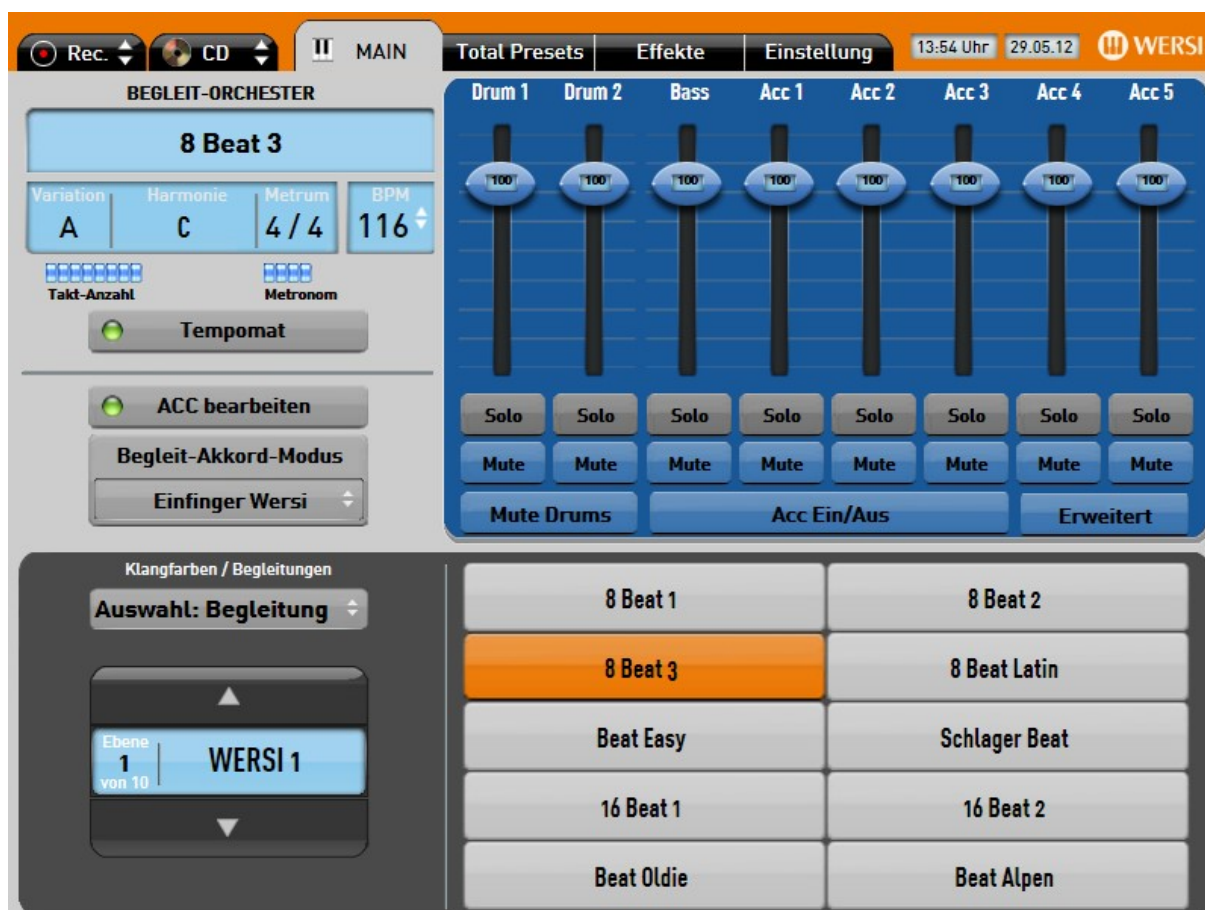 Rec.
CD
MAIN
Total Presets
Effekte
Einstellung
13:54 Uhr
29.05.12
WERSI
BEGLEIT-ORCHESTER
8 Beat 3
Variation
Harmonie
Metrum
BPM
A
C
4 / 4
116
Takt-Anzahl
Metronom
Tempomat
ACC bearbeiten
Begleit-Akkord-Modus
Einfinger Wersi
Drum 1
Drum 2
Bass
Acc 1
Acc 2
Acc 3
Acc 4
Acc 5
100
100
100
100
100
100
100
100
Solo
Solo
Solo
Solo
Solo
Solo
Solo
Solo
Mute
Mute
Mute
Mute
Mute
Mute
Mute
Mute
Mute Drums
Acc Ein/Aus
Erweitert
Klangfarben / Begleitungen
Auswahl: Begleitung
Ebene
1
von 10
WERSI 1
8 Beat 1
8 Beat 2
8 Beat 3
8 Beat Latin
Beat Easy
Schlager Beat
16 Beat 1
16 Beat 2
Beat Oldie
Beat Alpen